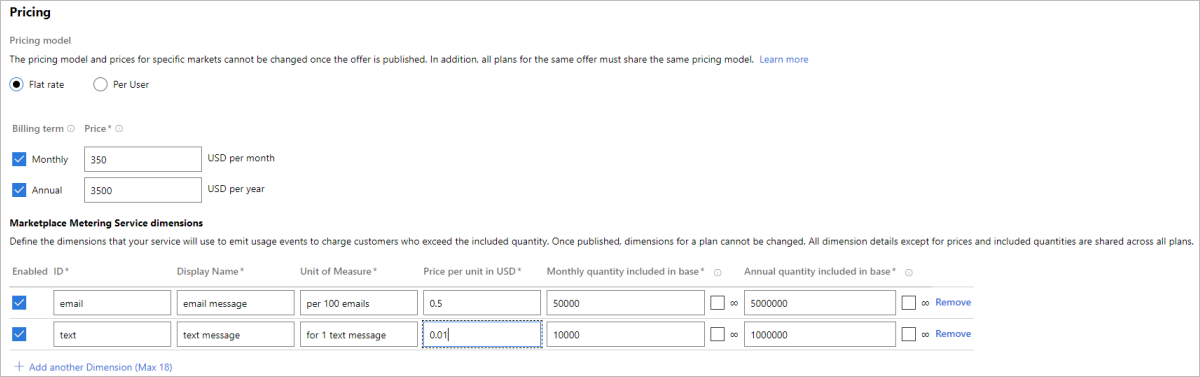 Pricing
Pricing model
The pricing model and prices for specific markets cannot be changed once the offer is published. In addition, all plans for the same offer must share the same pricing model. Learn more
Flat rate Per User
Billing term Price *
Monthly 350 USD per month
Annual 3500 USD per year
Marketplace Metering Service dimensions
Define the dimensions that your service will use to emit usage events to charge customers who exceed the included quantity. Once published, dimensions for a plan cannot be changed. All dimension details except for prices and included quantities are shared across all plans.
Enabled ID * Display Name * Unit of Measure * Price per unit in USD * Monthly quantity included in base * Annual quantity included in base *
email email message per 100 emails 0.5 50000 ∞ 5000000 ∞ Remove
text text message for 1 text message 0.01 10000 ∞ 1000000 ∞ Remove
+ Add another Dimension (Max 18)